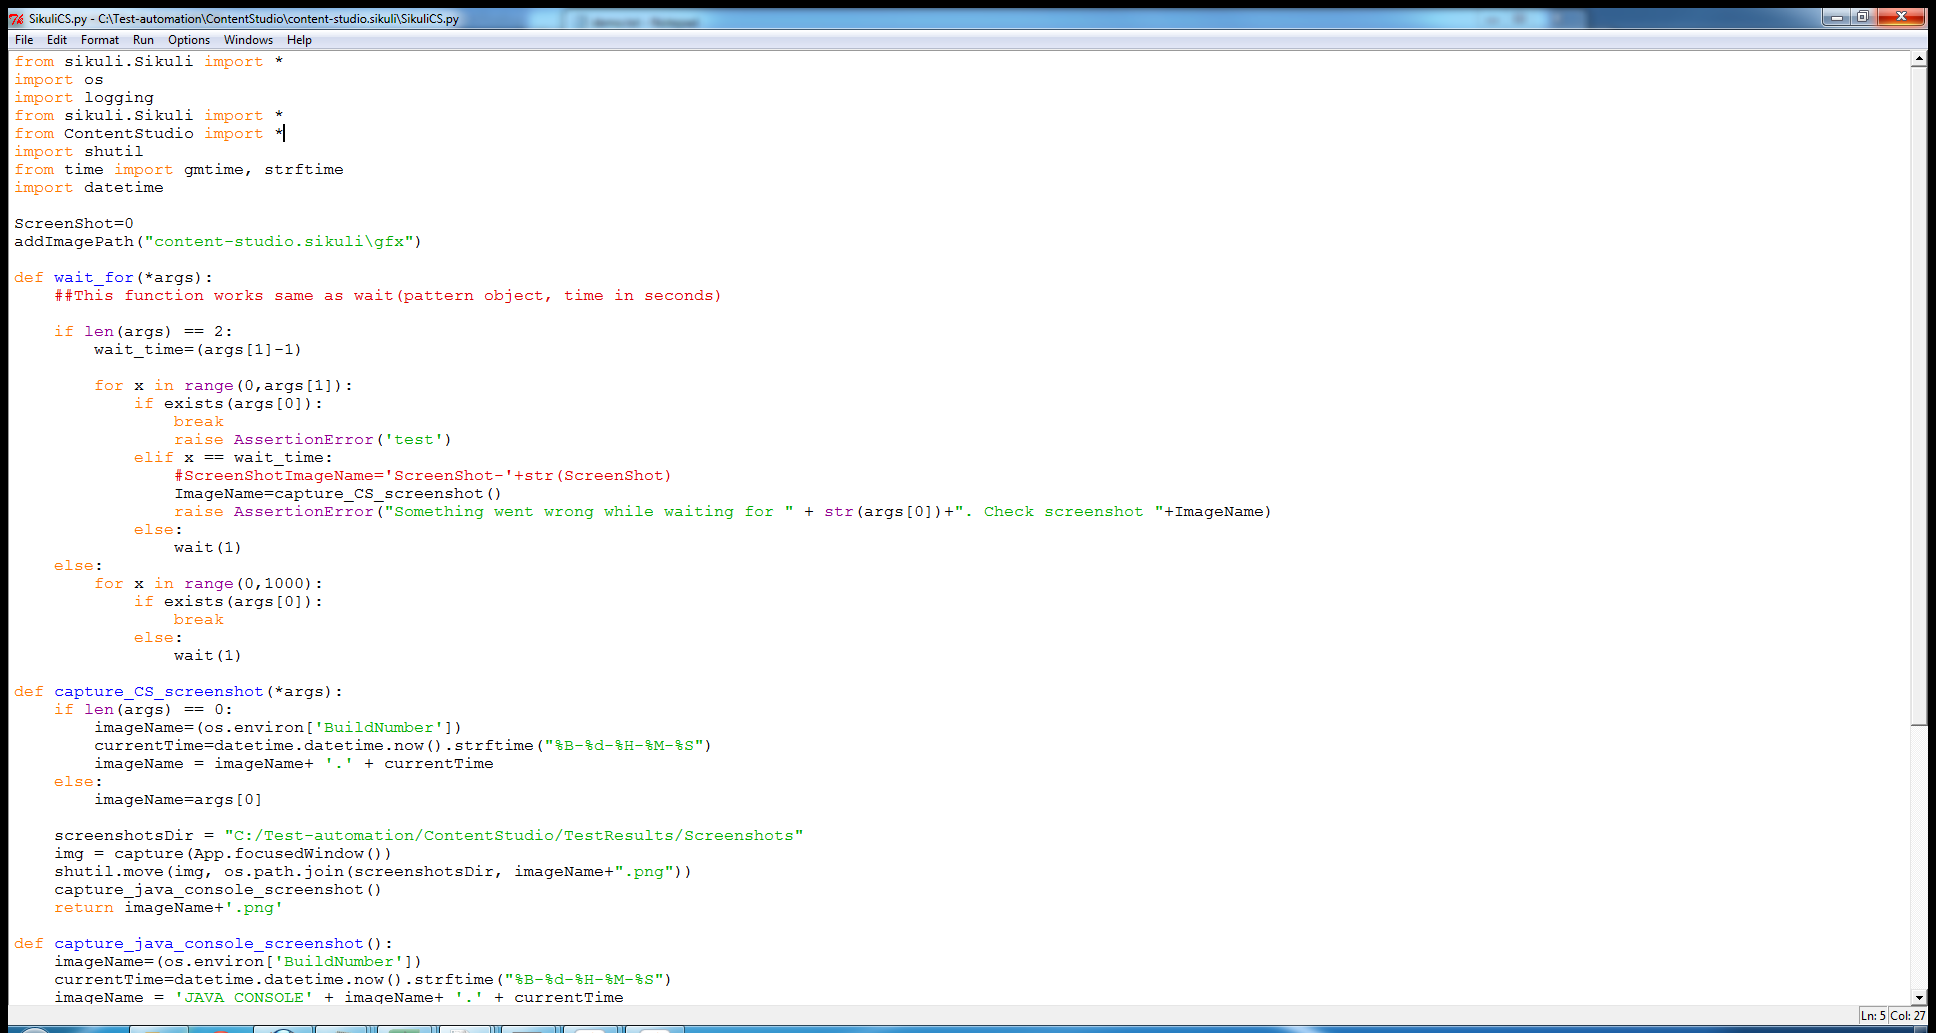 SikuliCS.py - C:\Test-automation\ContentStudio\content-studio.sikuli\SikuliCS.py
File Edit Format Run Options Windows Help
from sikuli.Sikuli import *
import os
import logging
from sikuli.Sikuli import *
from ContentStudio import *
import shutil
from time import gmtime, strftime
import datetime

ScreenShot=0
addImagePath("content-studio.sikuli\gfx")

def wait_for(*args):
    ##This function works same as wait(pattern object, time in seconds)

    if len(args) == 2:
        wait_time=(args[1]-1)

        for x in range(0,args[1]):
            if exists(args[0]):
                break
                raise AssertionError('test')
            elif x == wait_time:
                #ScreenShotImageName='ScreenShot-'+str(ScreenShot)
                ImageName=capture_CS_screenshot()
                raise AssertionError("Something went wrong while waiting for " + str(args[0])+". Check screenshot "+ImageName)
            else:
                wait(1)
    else:
        for x in range(0,1000):
            if exists(args[0]):
                break
            else:
                wait(1)

def capture_CS_screenshot(*args):
    if len(args) == 0:
        imageName=(os.environ['BuildNumber'])
        currentTime=datetime.datetime.now().strftime("%B-%d-%H-%M-%S")
        imageName = imageName+ '.' + currentTime
    else:
        imageName=args[0]

    screenshotsDir = "C:/Test-automation/ContentStudio/TestResults/Screenshots"
    img = capture(App.focusedWindow())
    shutil.move(img, os.path.join(screenshotsDir, imageName+".png"))
    capture_java_console_screenshot()
    return imageName+'.png'

def capture_java_console_screenshot():
    imageName=(os.environ['BuildNumber'])
    currentTime=datetime.datetime.now().strftime("%B-%d-%H-%M-%S")
    imageName = 'JAVA CONSOLE' + imageName+ '.' + currentTime
Ln: 5 Col: 27